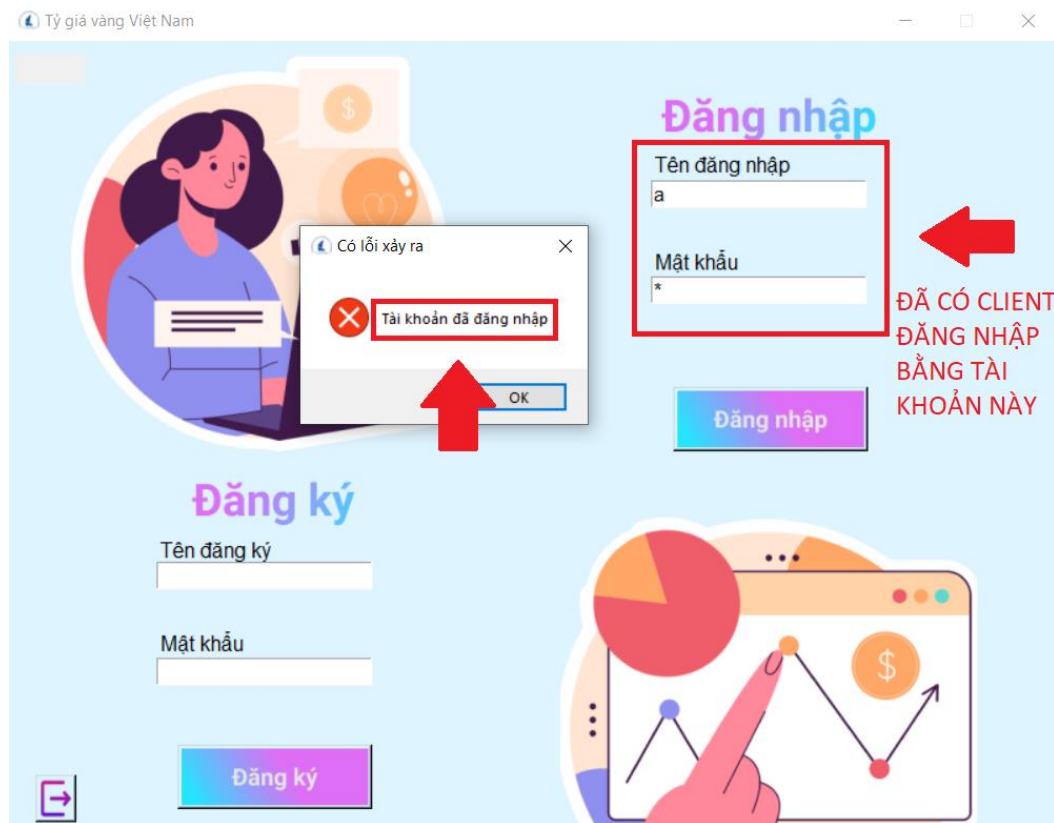 Tỷ giá vàng Việt Nam
Đăng nhập
Tên đăng nhập
a
Mật khẩu
*
ĐÃ CÓ CLIENT
ĐĂNG NHẬP
BẰNG TÀI
KHOẢN NÀY
Đăng nhập
Có lỗi xảy ra
Tài khoản đã đăng nhập
OK
$
Đăng ký
Tên đăng ký
Mật khẩu
Đăng ký
$